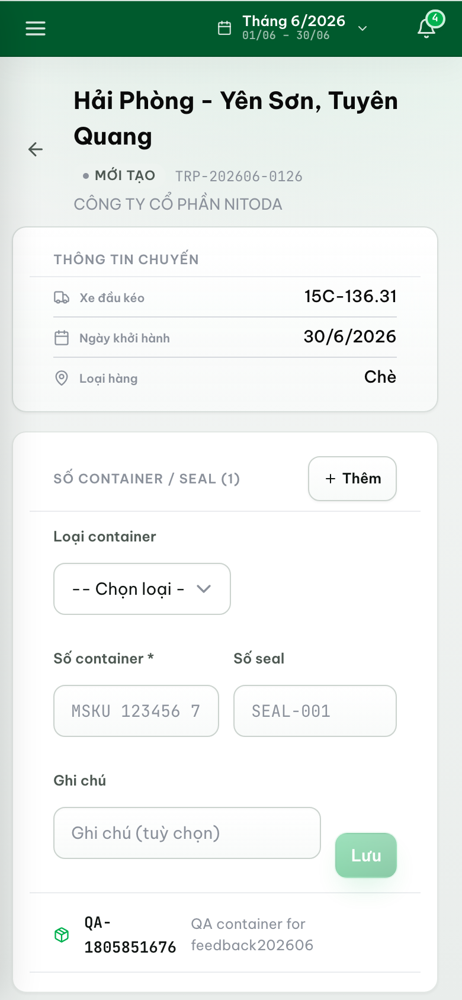 Tháng 6/2026
01/06 – 30/06
4
Hải Phòng - Yên Sơn, Tuyên
Quang
MỚI TẠO TRP-202606-0126
CÔNG TY CỔ PHẦN NITODA
THÔNG TIN CHUYẾN
Xe đầu kéo 15C-136.31
Ngày khởi hành 30/6/2026
Loại hàng Chè
SỐ CONTAINER / SEAL (1) + Thêm
Loại container
-- Chọn loại -
Số container * Số seal
MSKU 123456 7 SEAL-001
Ghi chú
Ghi chú (tuỳ chọn)
Lưu
QA-
1805851676
QA container for
feedback202606